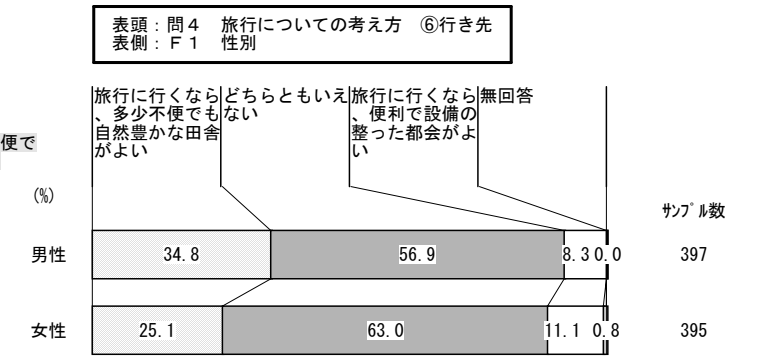 表頭：問４　旅行についての考え方　⑥行き先
表側：Ｆ１　性別
旅行に行くなら、多少不便でも自然豊かな田舎がよい
どちらともいえない
旅行に行くなら、便利で設備の整った都会がよい
無回答
便で
(%)
ｻﾝﾌﾟﾙ数
男性 34.8 56.9 8.3 0.0 397
女性 25.1 63.0 11.1 0.8 395